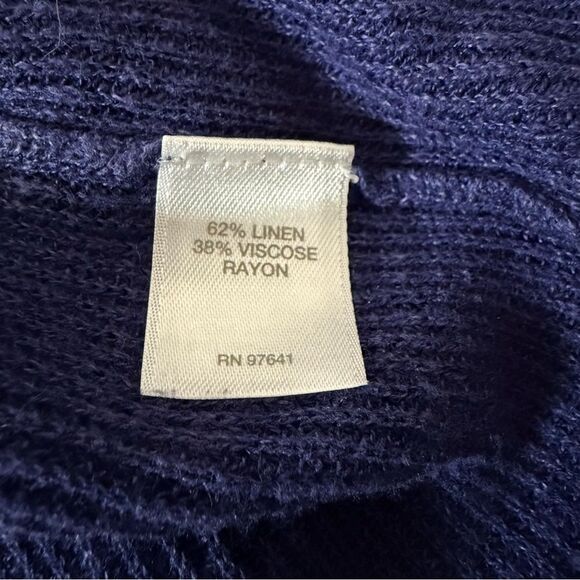 62% LINEN
38% VISCOSE
RAYON
RN 97641